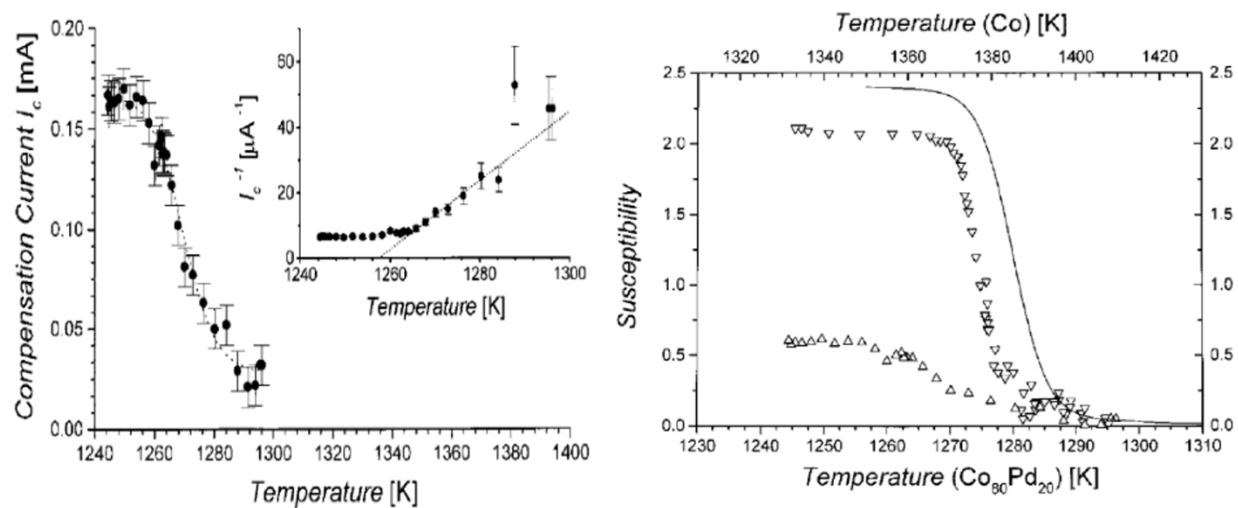 0.20
0.15
0.10
0.05
0.00
Compensation Current I_c [mA]
1240 1260 1280 1300 1320 1340 1360 1380 1400
Temperature [K]
60
40
20
0
I_c^-1 [μA^-1]
1240 1260 1280 1300
Temperature [K]
Temperature (Co) [K]
1320 1340 1360 1380 1400 1420
2.5
2.0
1.5
1.0
0.5
0.0
Susceptibility
2.5
2.0
1.5
1.0
0.5
0.0
1230 1240 1250 1260 1270 1280 1290 1300 1310
Temperature (Co80Pd20) [K]